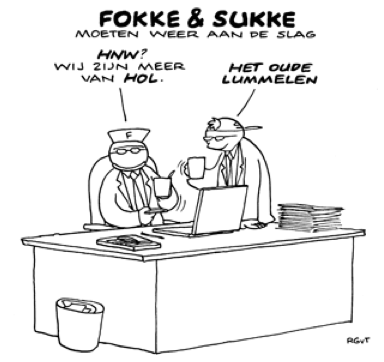 FOKKE & SUKKE
MOETEN WEER AAN DE SLAG
HNW?
WIJ ZIJN MEER
VAN HOL.
HET OUDE
LUMMELEN
F
RGvT